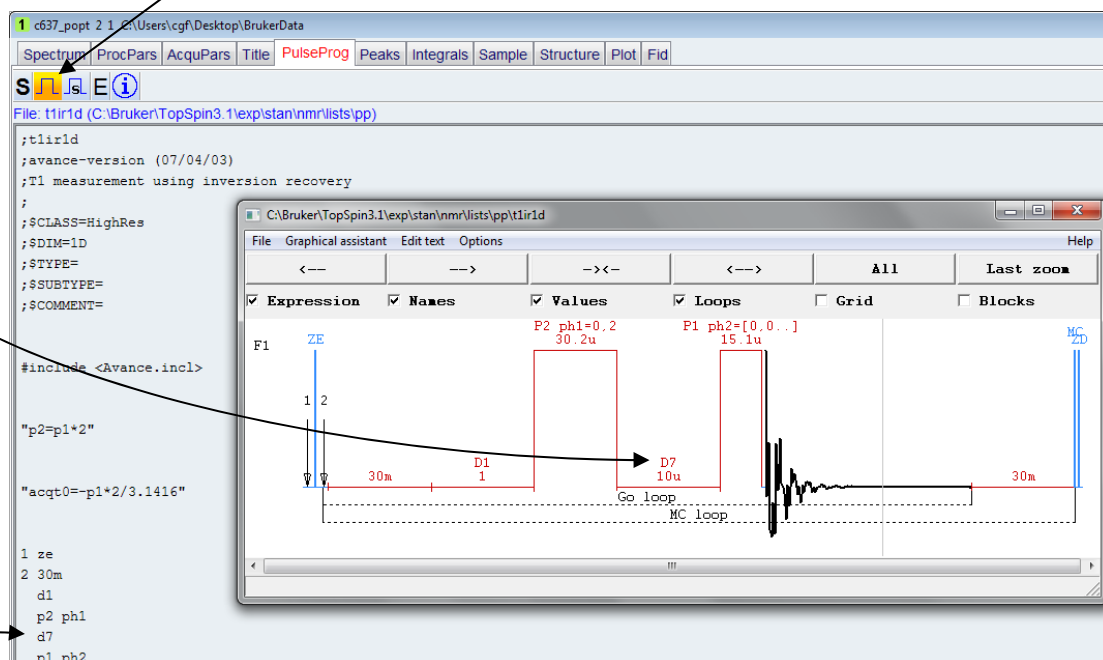 1 c637_popt 2 1 C:\Users\cgf\Desktop\BrukerData
Spectrum ProcPars AcquPars Title PulseProg Peaks Integrals Sample Structure Plot Fid
S s E i
File: t1ir1d (C:\Bruker\TopSpin3.1\exp\stan\nmr\lists\pp)
;t1ir1d
;avance-version (07/04/03)
;T1 measurement using inversion recovery
;
;$CLASS=HighRes
;$DIM=1D
;$TYPE=
;$SUBTYPE=
;$COMMENT=
#include <Avance.incl>
"p2=p1*2"
"acqt0=-p1*2/3.1416"
1 ze
2 30m
d1
p2 ph1
d7
p1 ph2
C:\Bruker\TopSpin3.1\exp\stan\nmr\lists\pp\t1ir1d
File Graphical assistant Edit text Options Help
<-- --> -><- <--> All Last zoom
Expression Names Values Loops Grid Blocks
P2 ph1=0,2 P1 ph2=[0,0..]
F1 ZE 30.2u 15.1u MC ZD
1 2
D1 D7
30m 1 10u 30m
Go loop
MC loop